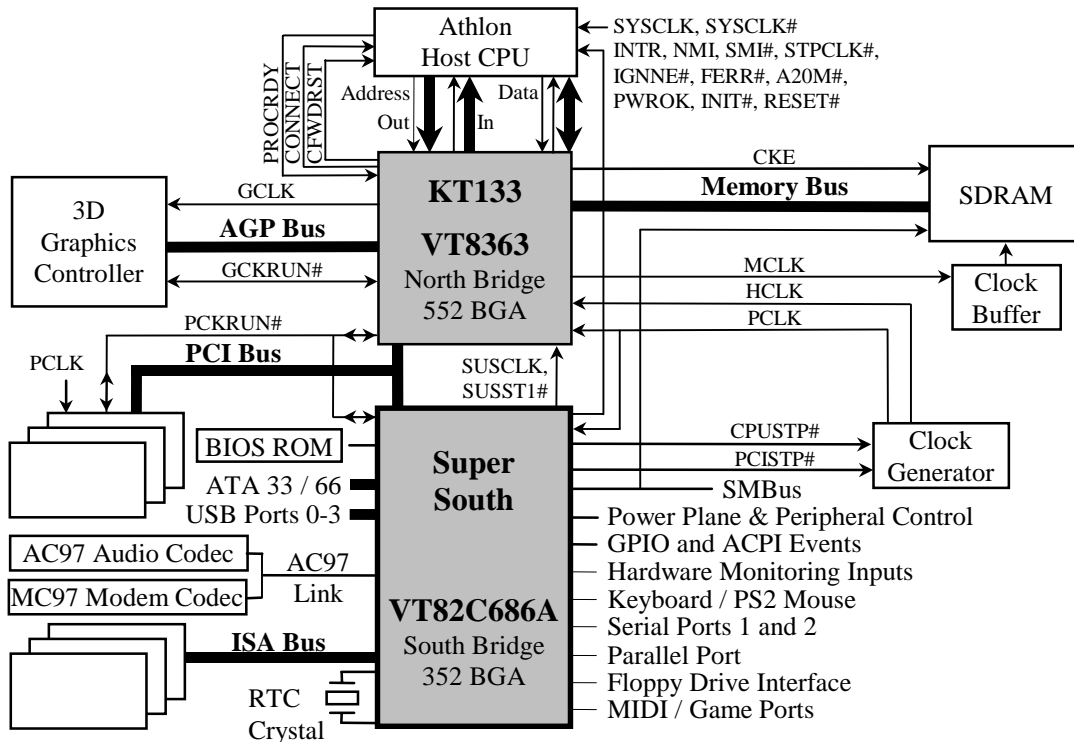 Athlon
Host CPU
SYSCLK, SYSCLK#
INTR, NMI, SMI#, STPCLK#,
IGNNE#, FERR#, A20M#,
PWROK, INIT#, RESET#
PROCRDY
CONNECT
CFWDRST
Address
Out
In
Data
KT133
VT8363
North Bridge
552 BGA
CKE
Memory Bus
SDRAM
3D
Graphics
Controller
GCLK
AGP Bus
GCKRUN#
MCLK
HCLK
PCLK
Clock
Buffer
PCKRUN#
PCI Bus
PCLK
SUSCLK,
SUSST1#
BIOS ROM
ATA 33 / 66
USB Ports 0-3
AC97 Audio Codec
MC97 Modem Codec
AC97
Link
ISA Bus
RTC
Crystal
Super
South
VT82C686A
South Bridge
352 BGA
CPUSTP#
PCISTP#
Clock
Generator
SMBus
Power Plane & Peripheral Control
GPIO and ACPI Events
Hardware Monitoring Inputs
Keyboard / PS2 Mouse
Serial Ports 1 and 2
Parallel Port
Floppy Drive Interface
MIDI / Game Ports